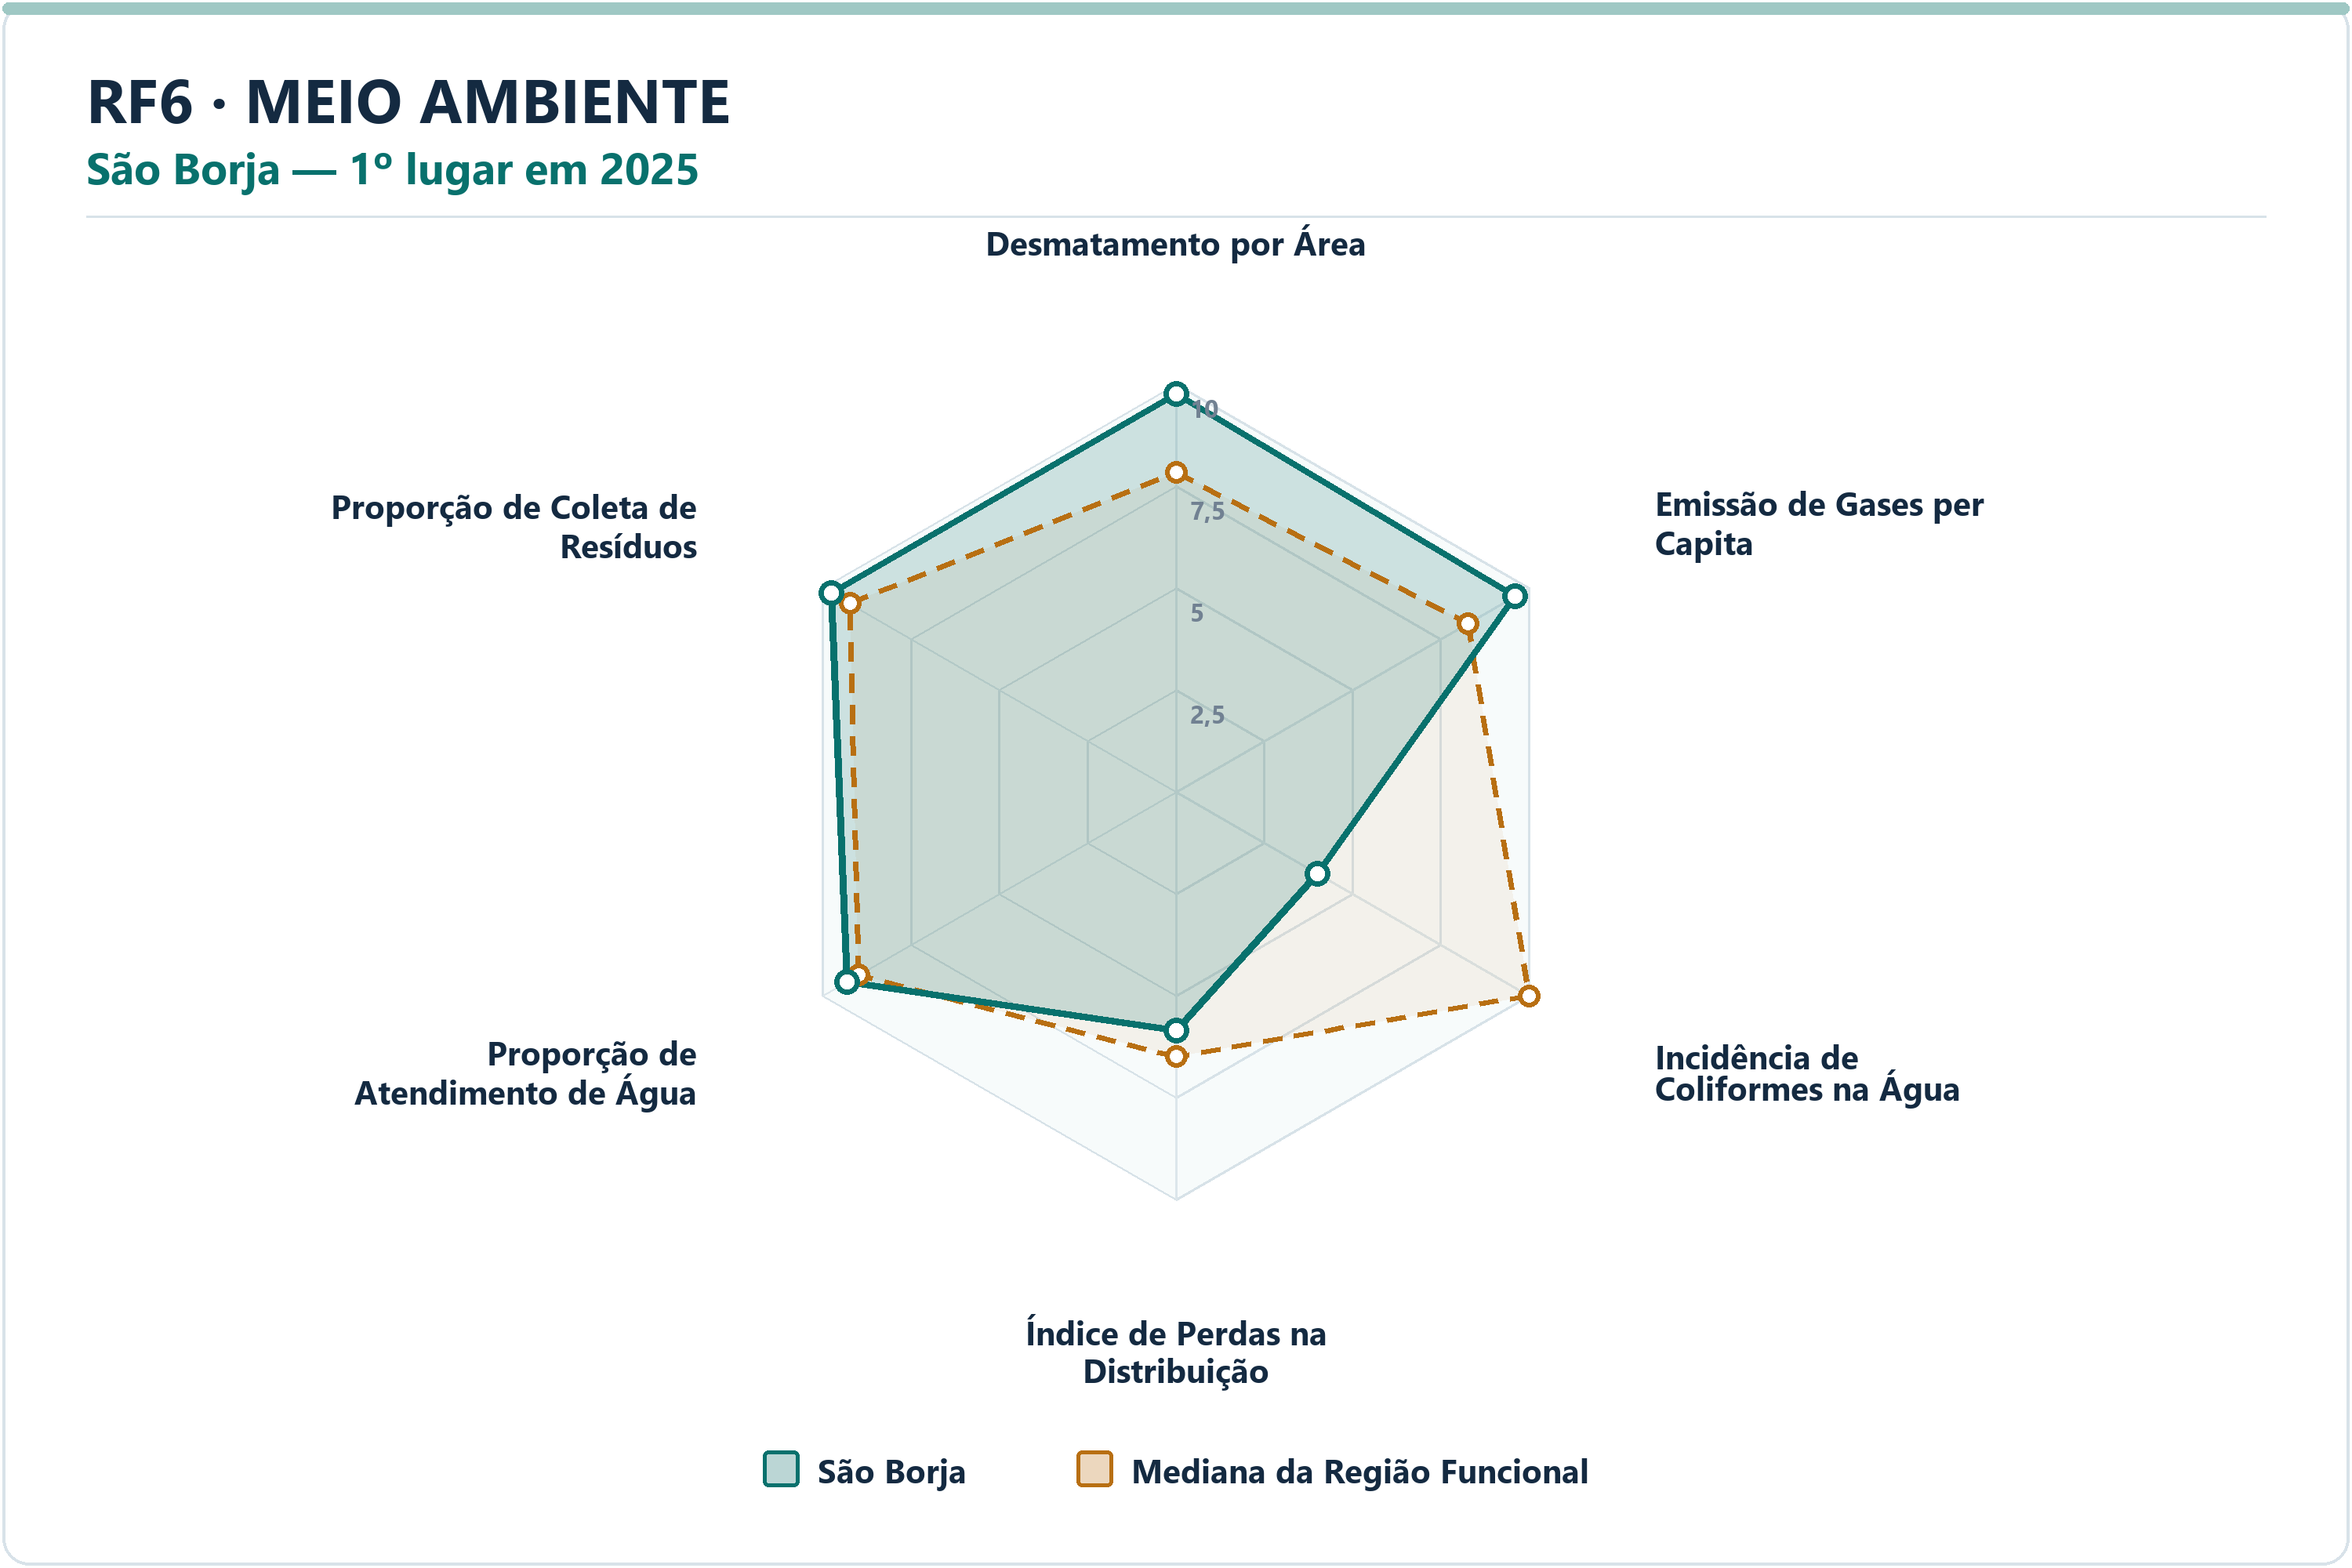 RF6 · MEIO AMBIENTE
São Borja — 1º lugar em 2025
Desmatamento por Área
10
Proporção de Coleta de
Resíduos
Emissão de Gases per
Capita
7,5
5
2,5
Proporção de
Atendimento de Água
Incidência de
Coliformes na Água
Índice de Perdas na
Distribuição
São Borja
Mediana da Região Funcional